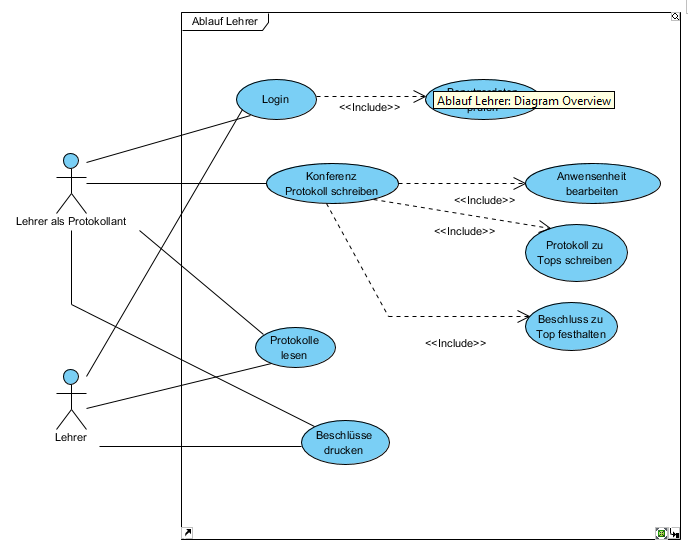 Ablauf Lehrer
Login
<<Include>>
Ablauf Lehrer: Diagram Overview
Konferenz
Protokoll schreiben
<<Include>>
Anwensenheit
bearbeiten
Lehrer als Protokollant
<<Include>>
Protokoll zu
Tops schreiben
Beschluss zu
Top festhalten
<<Include>>
Protokolle
lesen
Lehrer
Beschlüsse
drucken